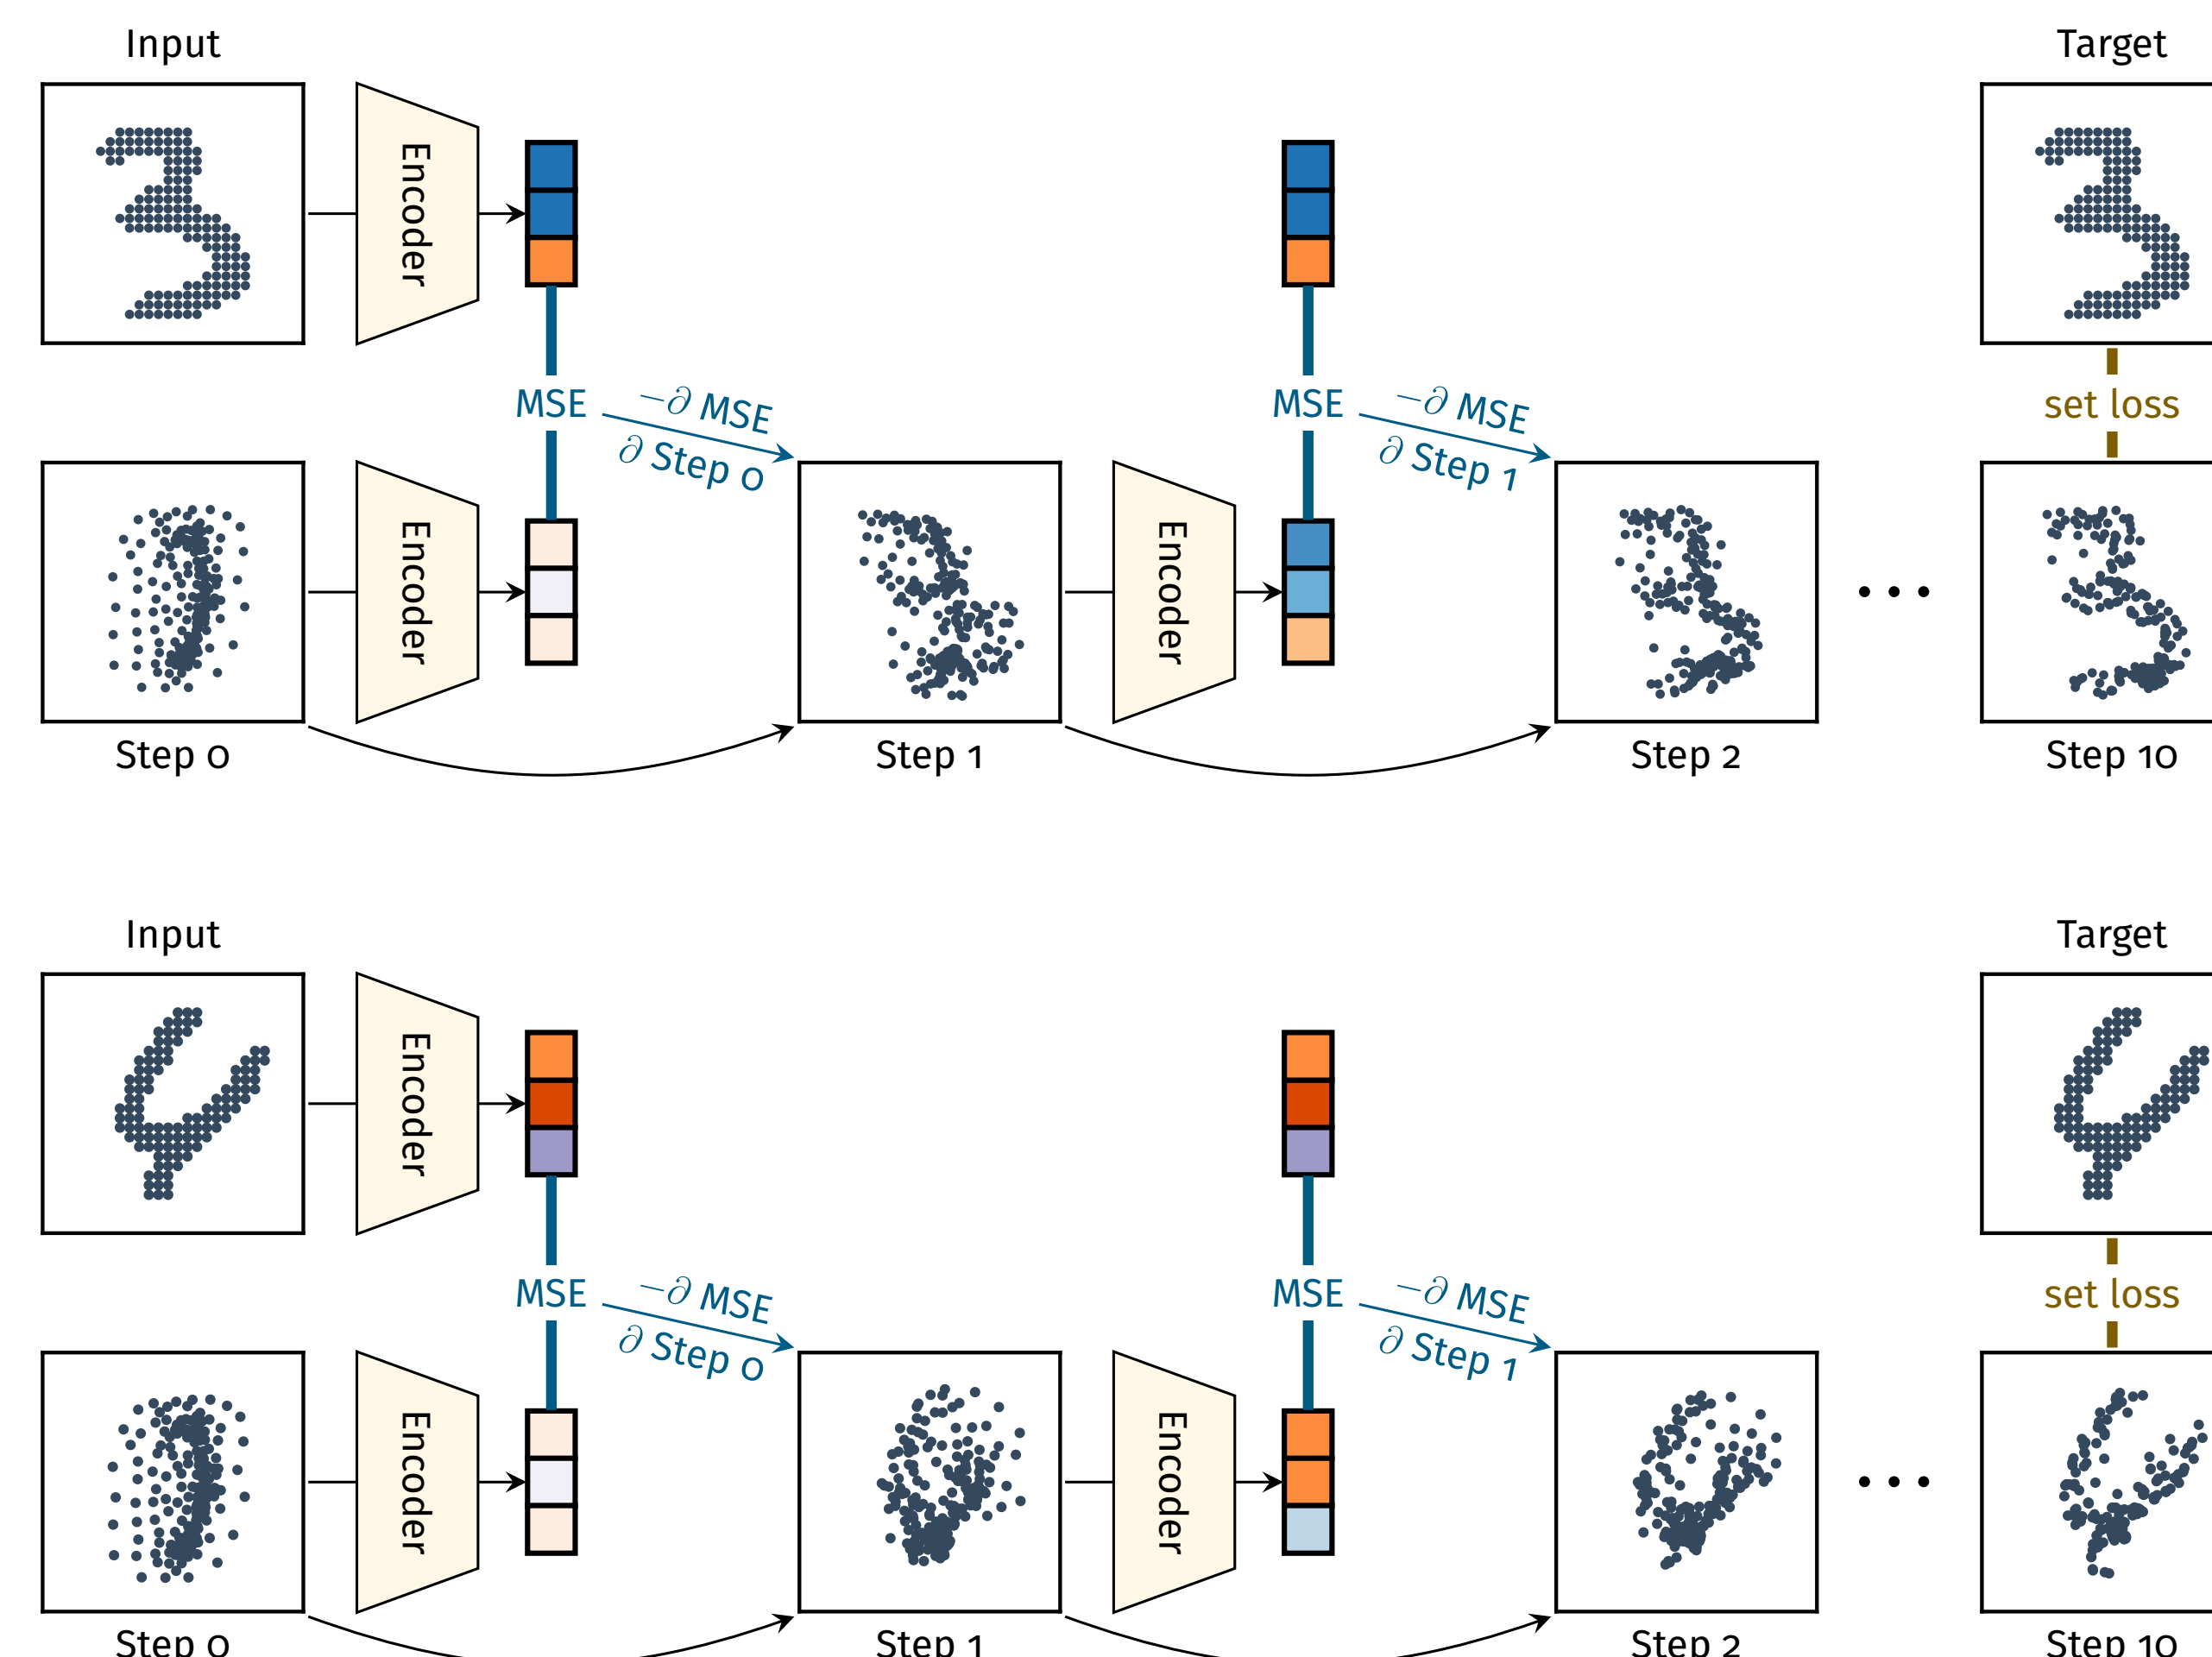 Input
Target
Encoder
MSE
−∂ MSE
∂ Step 0
MSE
−∂ MSE
∂ Step 1
set loss
Encoder
Encoder
Step 0
Step 1
Step 2
Step 10
Input
Target
Encoder
MSE
−∂ MSE
∂ Step 0
MSE
−∂ MSE
∂ Step 1
set loss
Encoder
Encoder
Step 0
Step 1
Step 2
Step 10